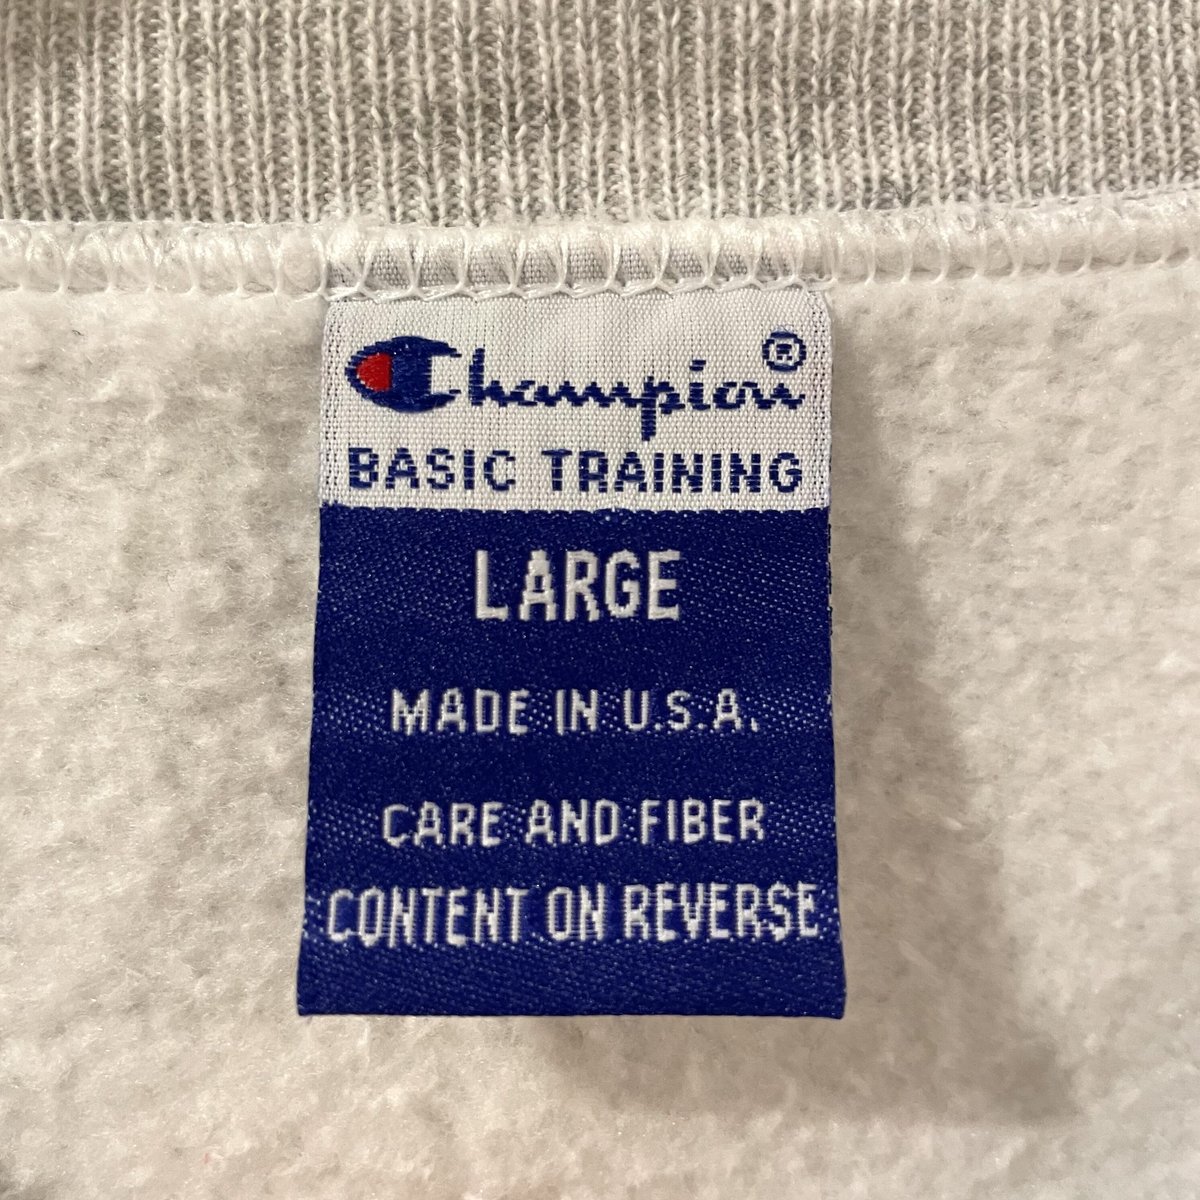 Champion®
BASIC TRAINING
LARGE
MADE IN U.S.A.
CARE AND FIBER
CONTENT ON REVERSE